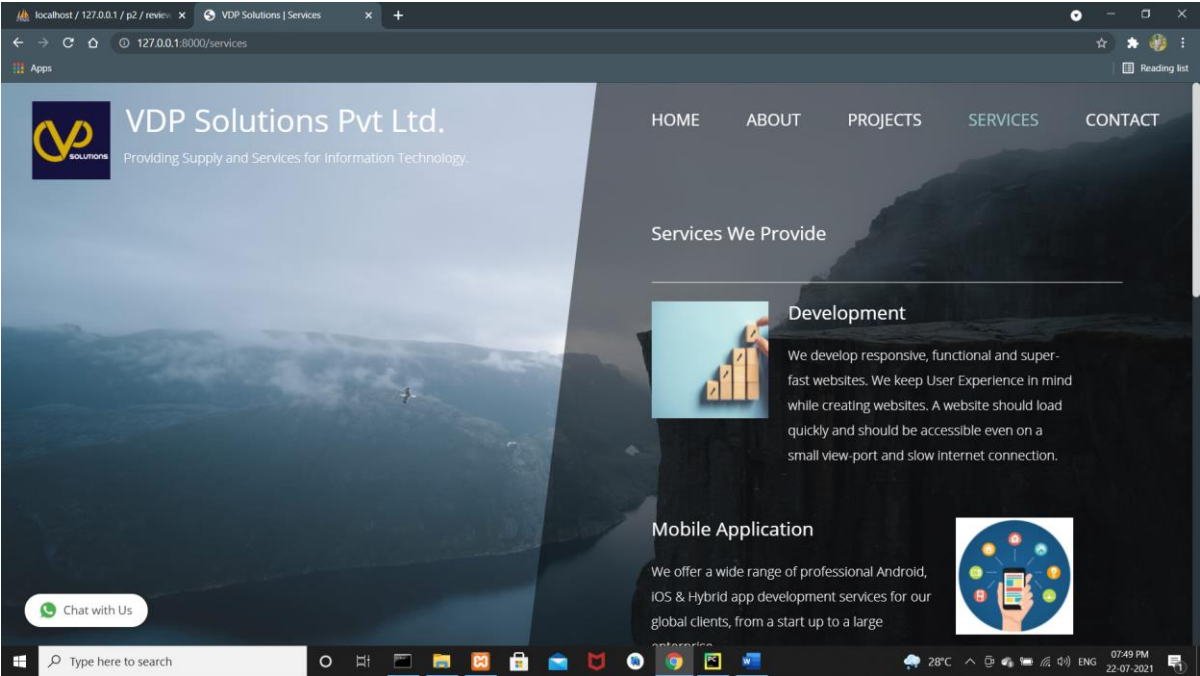 localhost / 127.0.0.1 / p2 / review
VDP Solutions | Services
127.0.0.1:8000/services
Apps
Reading list
VP
SOLUTIONS
VDP Solutions Pvt Ltd.
Providing Supply and Services for Information Technology.
HOME ABOUT PROJECTS SERVICES CONTACT
Services We Provide
Development
We develop responsive, functional and super-
fast websites. We keep User Experience in mind
while creating websites. A website should load
quickly and should be accessible even on a
small view-port and slow internet connection.
Mobile Application
We offer a wide range of professional Android,
iOS & Hybrid app development services for our
global clients, from a start up to a large
enterprise
Chat with Us
Type here to search
PC
W
28°C
ENG
07:49 PM
22-07-2021
1